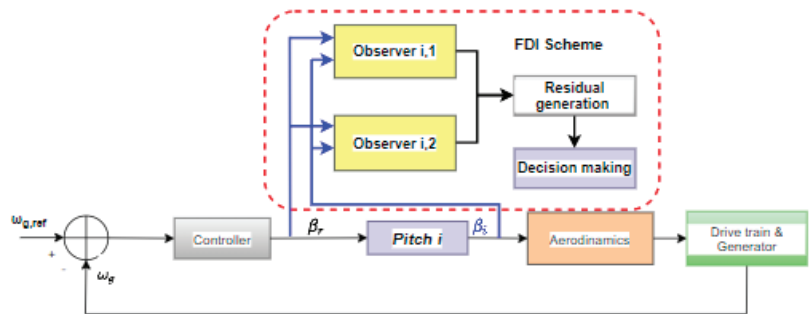 FDI Scheme
Observer i,1
Residual
generation
Observer i,2
Decision making
ω_g,ref
+
-
ω_g
Controller
β_r
Pitch i
β_i
Aerodinamics
Drive train &
Generator